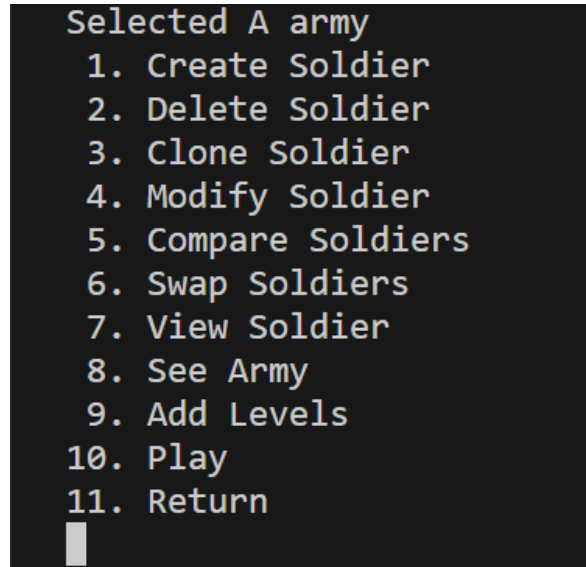 Selected A army
1. Create Soldier
2. Delete Soldier
3. Clone Soldier
4. Modify Soldier
5. Compare Soldiers
6. Swap Soldiers
7. View Soldier
8. See Army
9. Add Levels
10. Play
11. Return